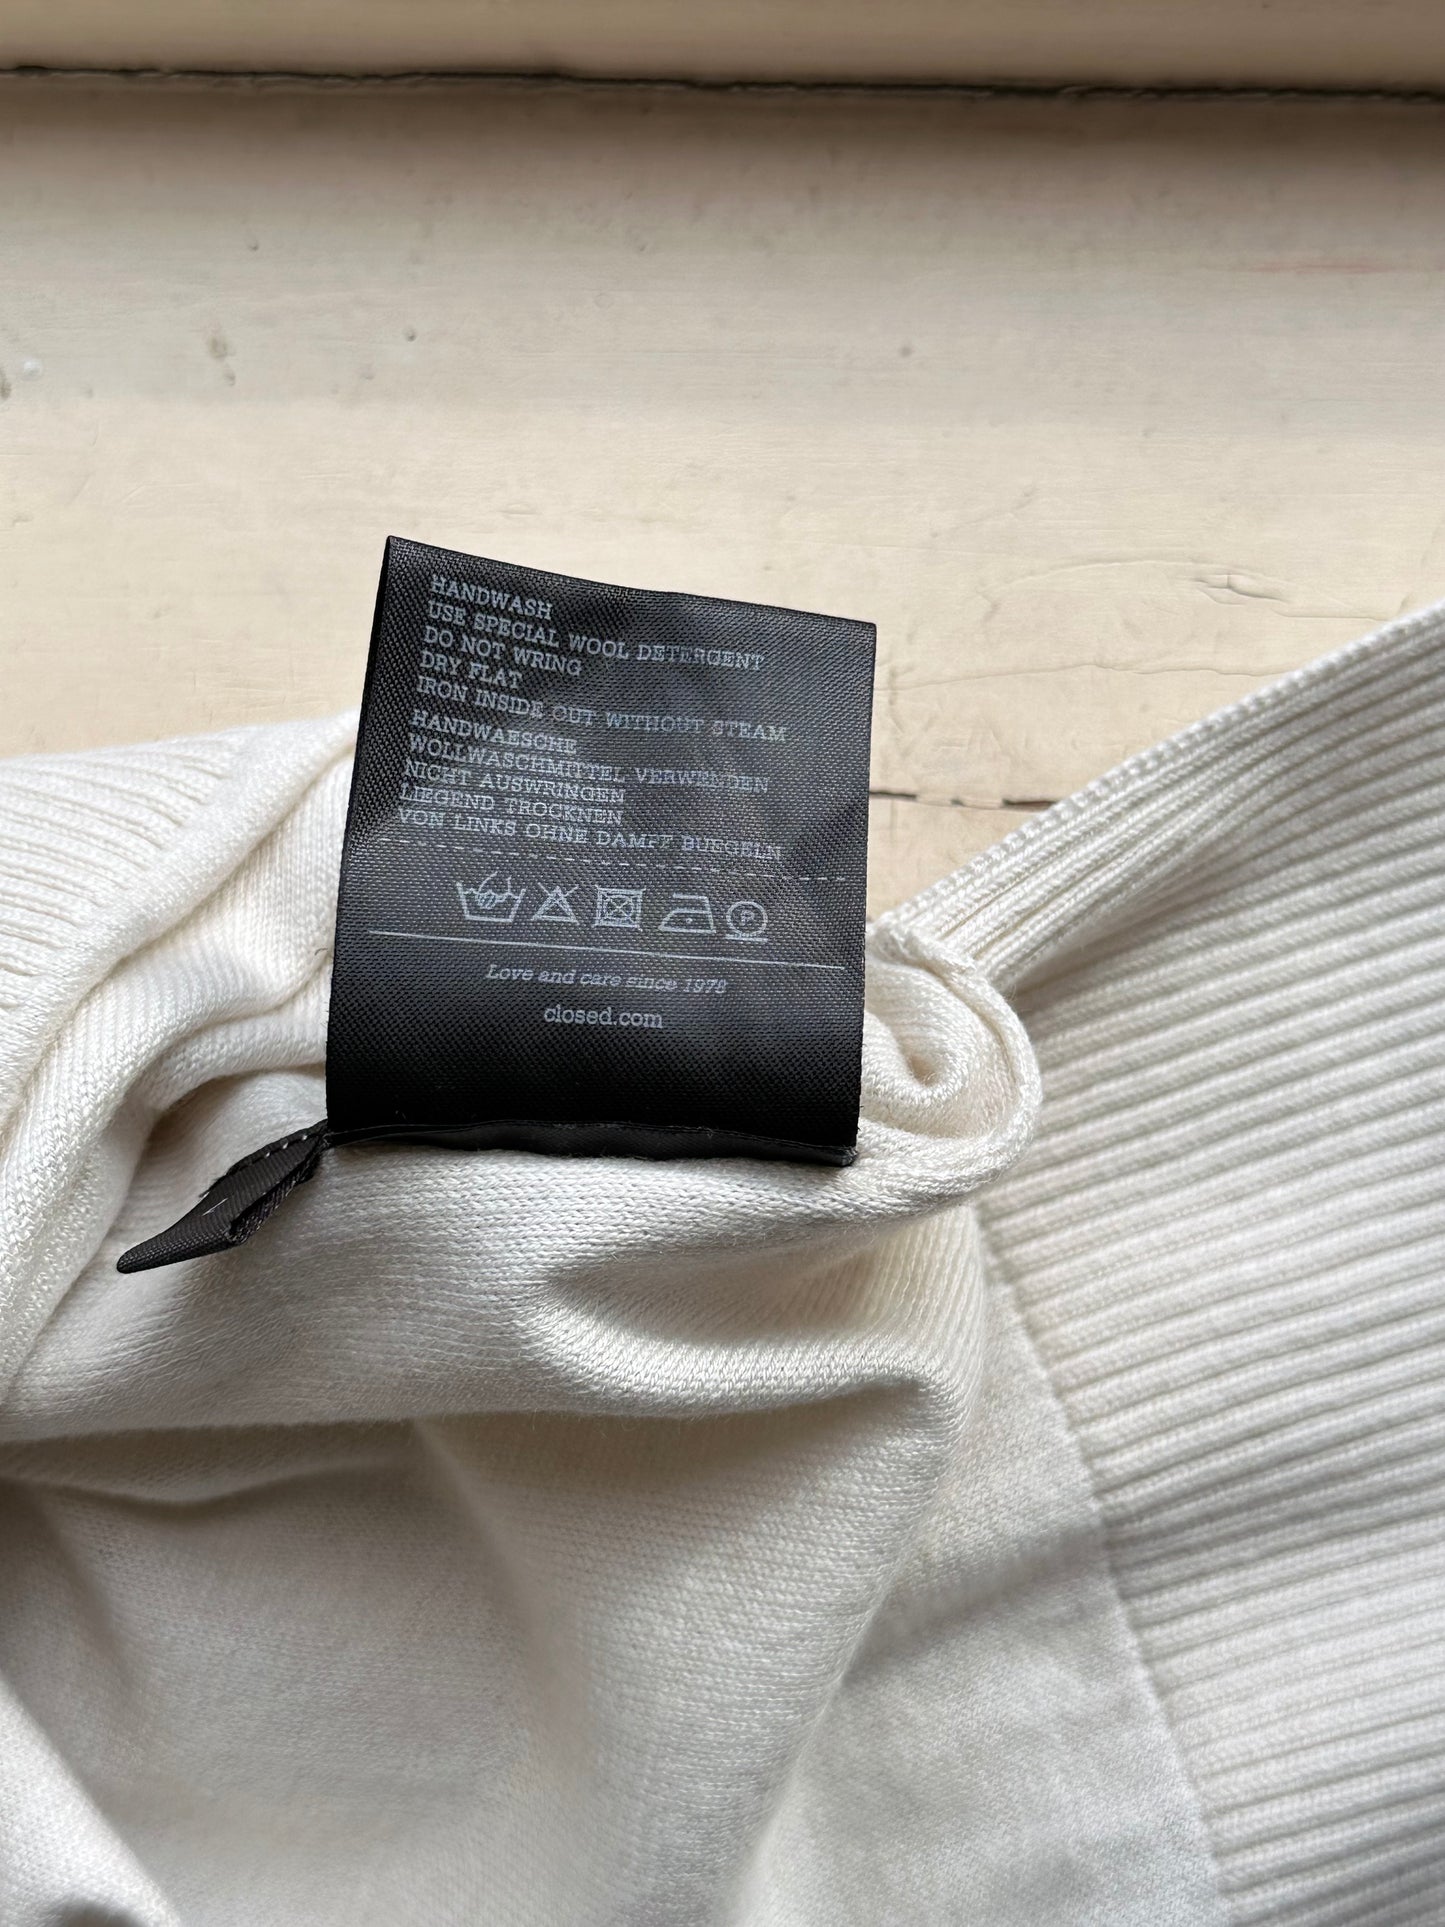 HANDWASH
USE SPECIAL WOOL DETERGENT
DO NOT WRING
DRY FLAT
IRON INSIDE OUT WITHOUT STEAM
HANDWAESCHE
WOLLWASCHMITTEL VERWENDEN
NICHT AUSWRINGEN
LIEGEND TROCKNEN
VON LINKS OHNE DAMPF BUEGELN
P
Love and care since 1978
closed.com